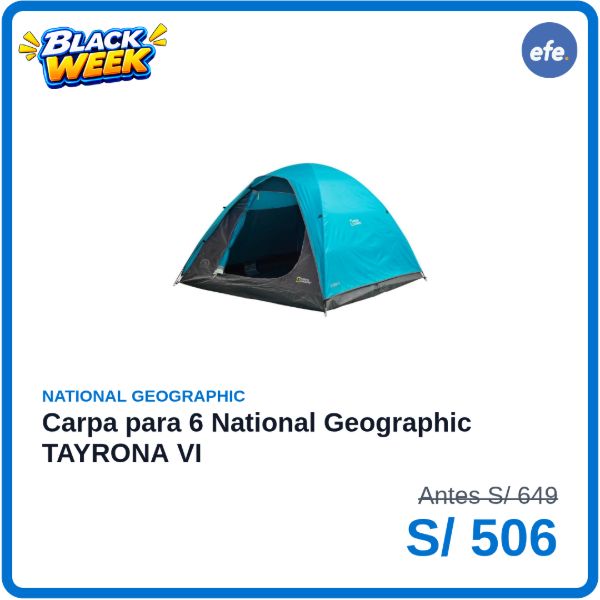 BLACK
WEEK
efe.
NATIONAL GEOGRAPHIC
Carpa para 6 National Geographic
TAYRONA VI
Antes S/ 649
S/ 506